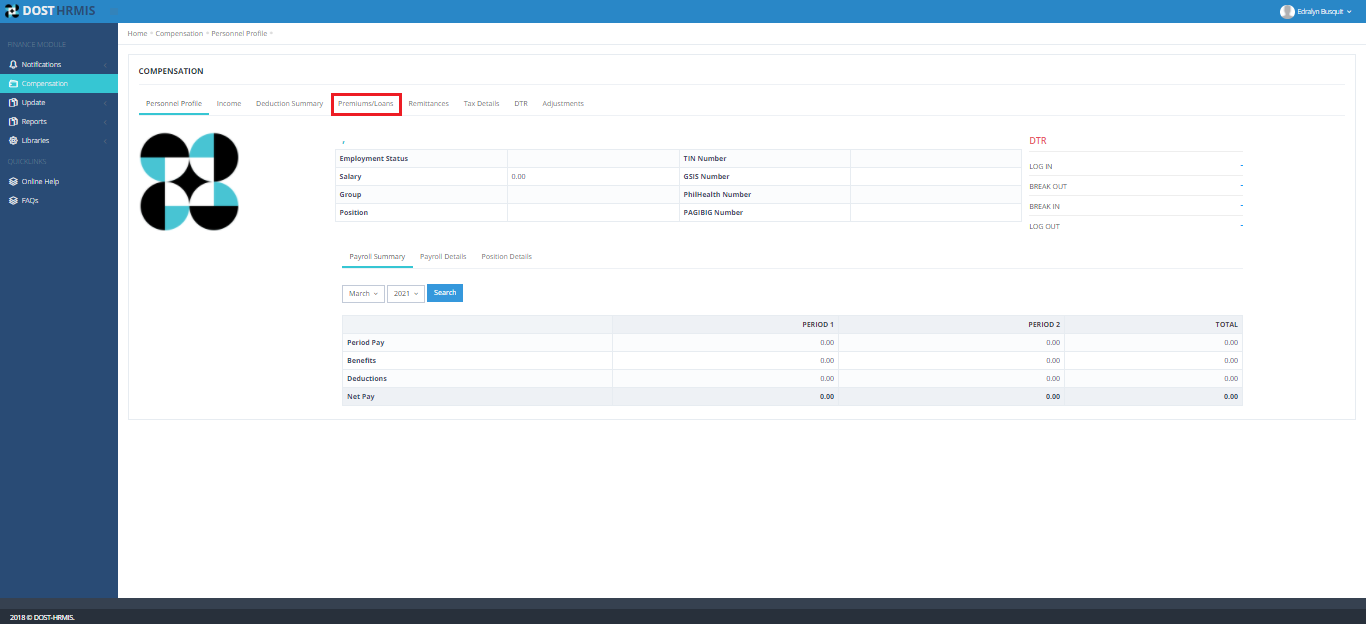 DOST HRMIS
Edralyn Busquit
Home Compensation Personnel Profile
FINANCE MODULE
Notifications
Compensation
Update
Reports
Libraries
QUICKLINKS
Online Help
FAQs
COMPENSATION
Personnel Profile Income Deduction Summary Premiums/Loans Remittances Tax Details DTR Adjustments
,
Employment Status TIN Number
Salary 0.00 GSIS Number
Group PhilHealth Number
Position PAGIBIG Number
DTR
LOG IN -
BREAK OUT -
BREAK IN -
LOG OUT -
Payroll Summary Payroll Details Position Details
March 2021 Search
PERIOD 1 PERIOD 2 TOTAL
Period Pay 0.00 0.00 0.00
Benefits 0.00 0.00 0.00
Deductions 0.00 0.00 0.00
Net Pay 0.00 0.00 0.00
2018 © DOST-HRMIS.